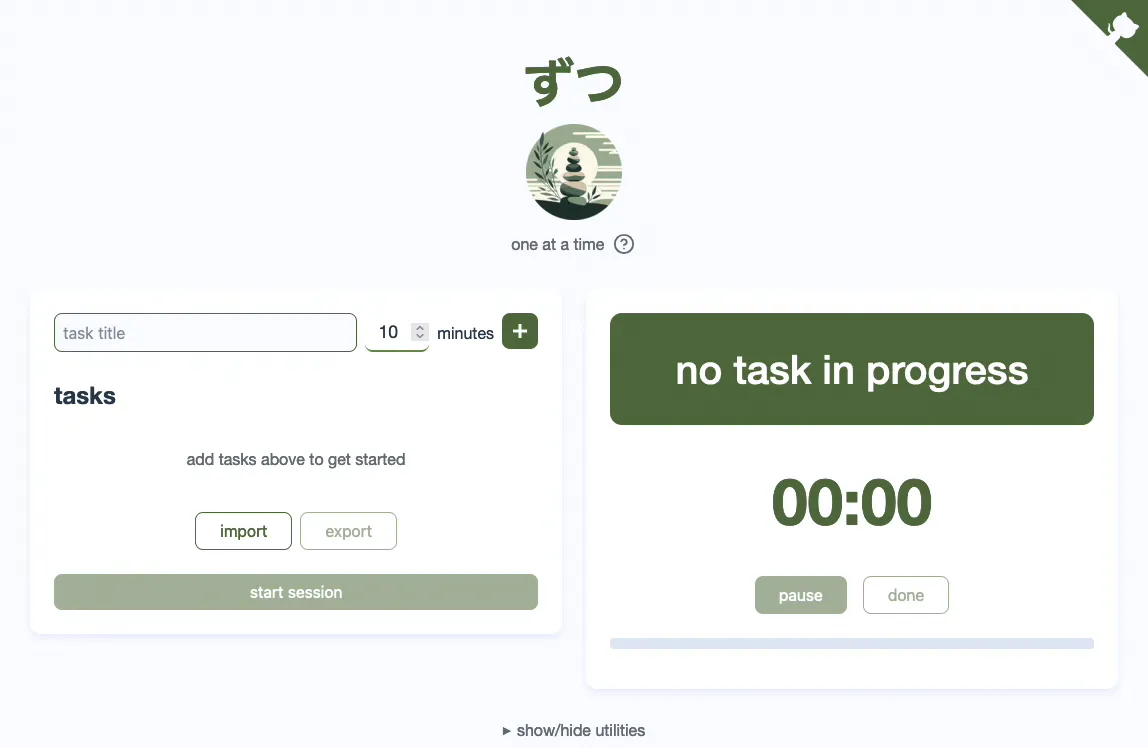 ずつ
one at a time ?
task title 10 minutes +
tasks
add tasks above to get started
import export
start session
no task in progress
00:00
pause done
▶ show/hide utilities